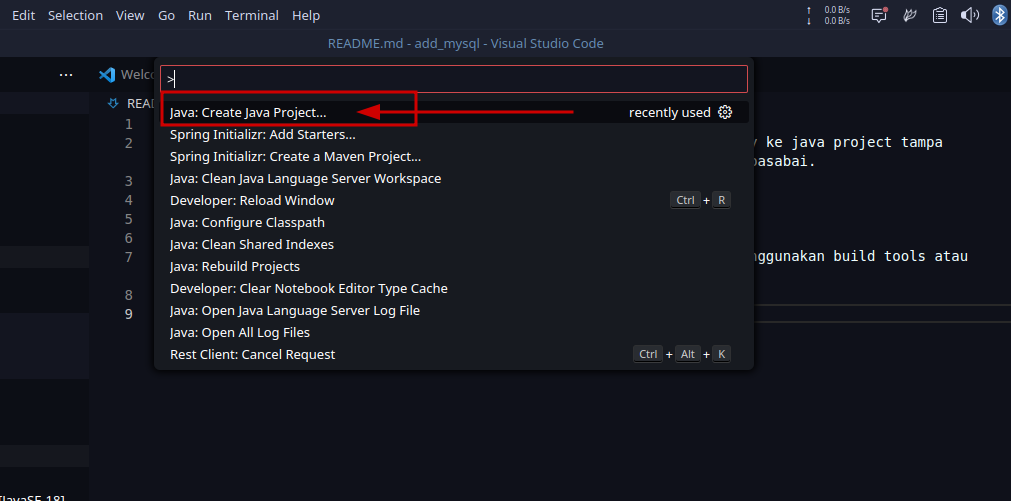 Edit Selection View Go Run Terminal Help
0.0 B/s
0.0 B/s
README.md - add_mysql - Visual Studio Code
... Welco
>
READ
Java: Create Java Project... recently used
Spring Initializr: Add Starters...
Spring Initializr: Create a Maven Project...
Java: Clean Java Language Server Workspace
Developer: Reload Window Ctrl + R
Java: Configure Classpath
Java: Clean Shared Indexes
Java: Rebuild Projects
Developer: Clear Notebook Editor Type Cache
Java: Open Java Language Server Log File
Java: Open All Log Files
Rest Client: Cancel Request Ctrl + Alt + K
1
2 ke java project tampa
asabai.
3
4
5
6
7 ggunakan build tools atau
8
9
[JavaSE-18]